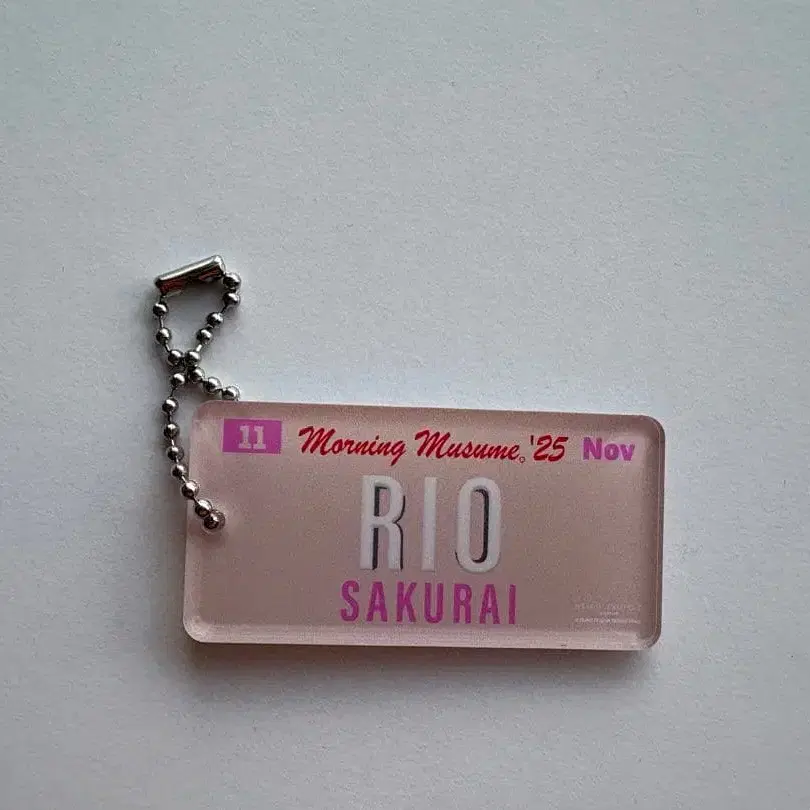 11 Morning Musume。'25 Nov
RIO
SAKURAI